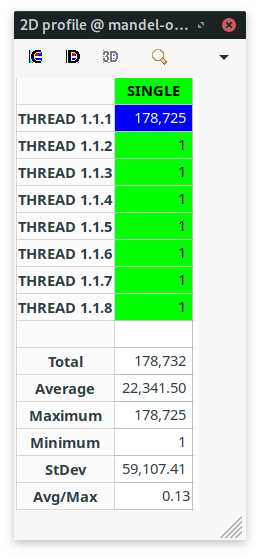 2D profile @ mandel-o...
3D
SINGLE
THREAD 1.1.1 178,725
THREAD 1.1.2 1
THREAD 1.1.3 1
THREAD 1.1.4 1
THREAD 1.1.5 1
THREAD 1.1.6 1
THREAD 1.1.7 1
THREAD 1.1.8 1
Total 178,732
Average 22,341.50
Maximum 178,725
Minimum 1
StDev 59,107.41
Avg/Max 0.13